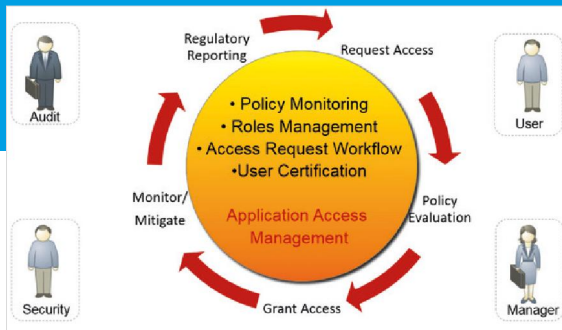 Regulatory
Reporting
Request Access
Audit
User
• Policy Monitoring
• Roles Management
• Access Request Workflow
•User Certification
Application Access
Management
Monitor/
Mitigate
Policy
Evaluation
Security
Grant Access
Manager